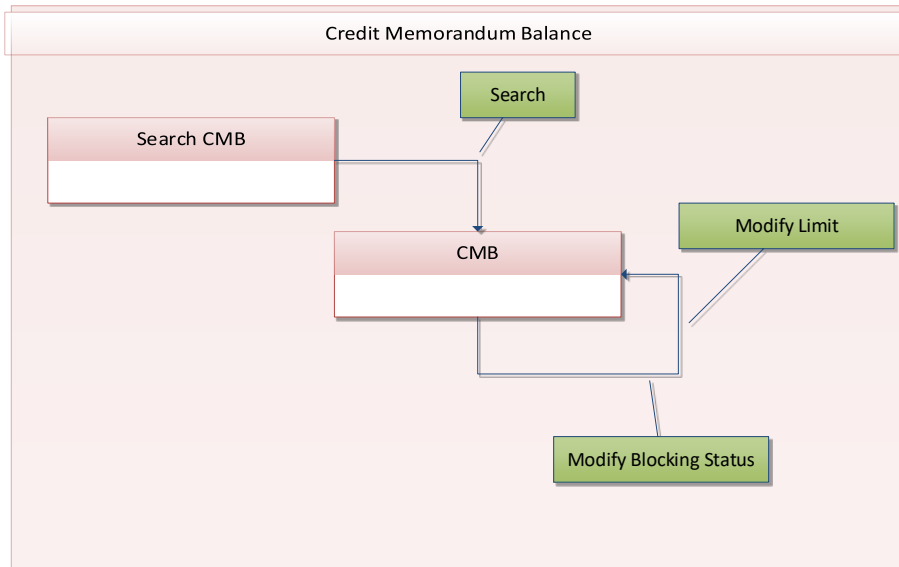 Credit Memorandum Balance
Search
Search CMB
Modify Limit
CMB
Modify Blocking Status